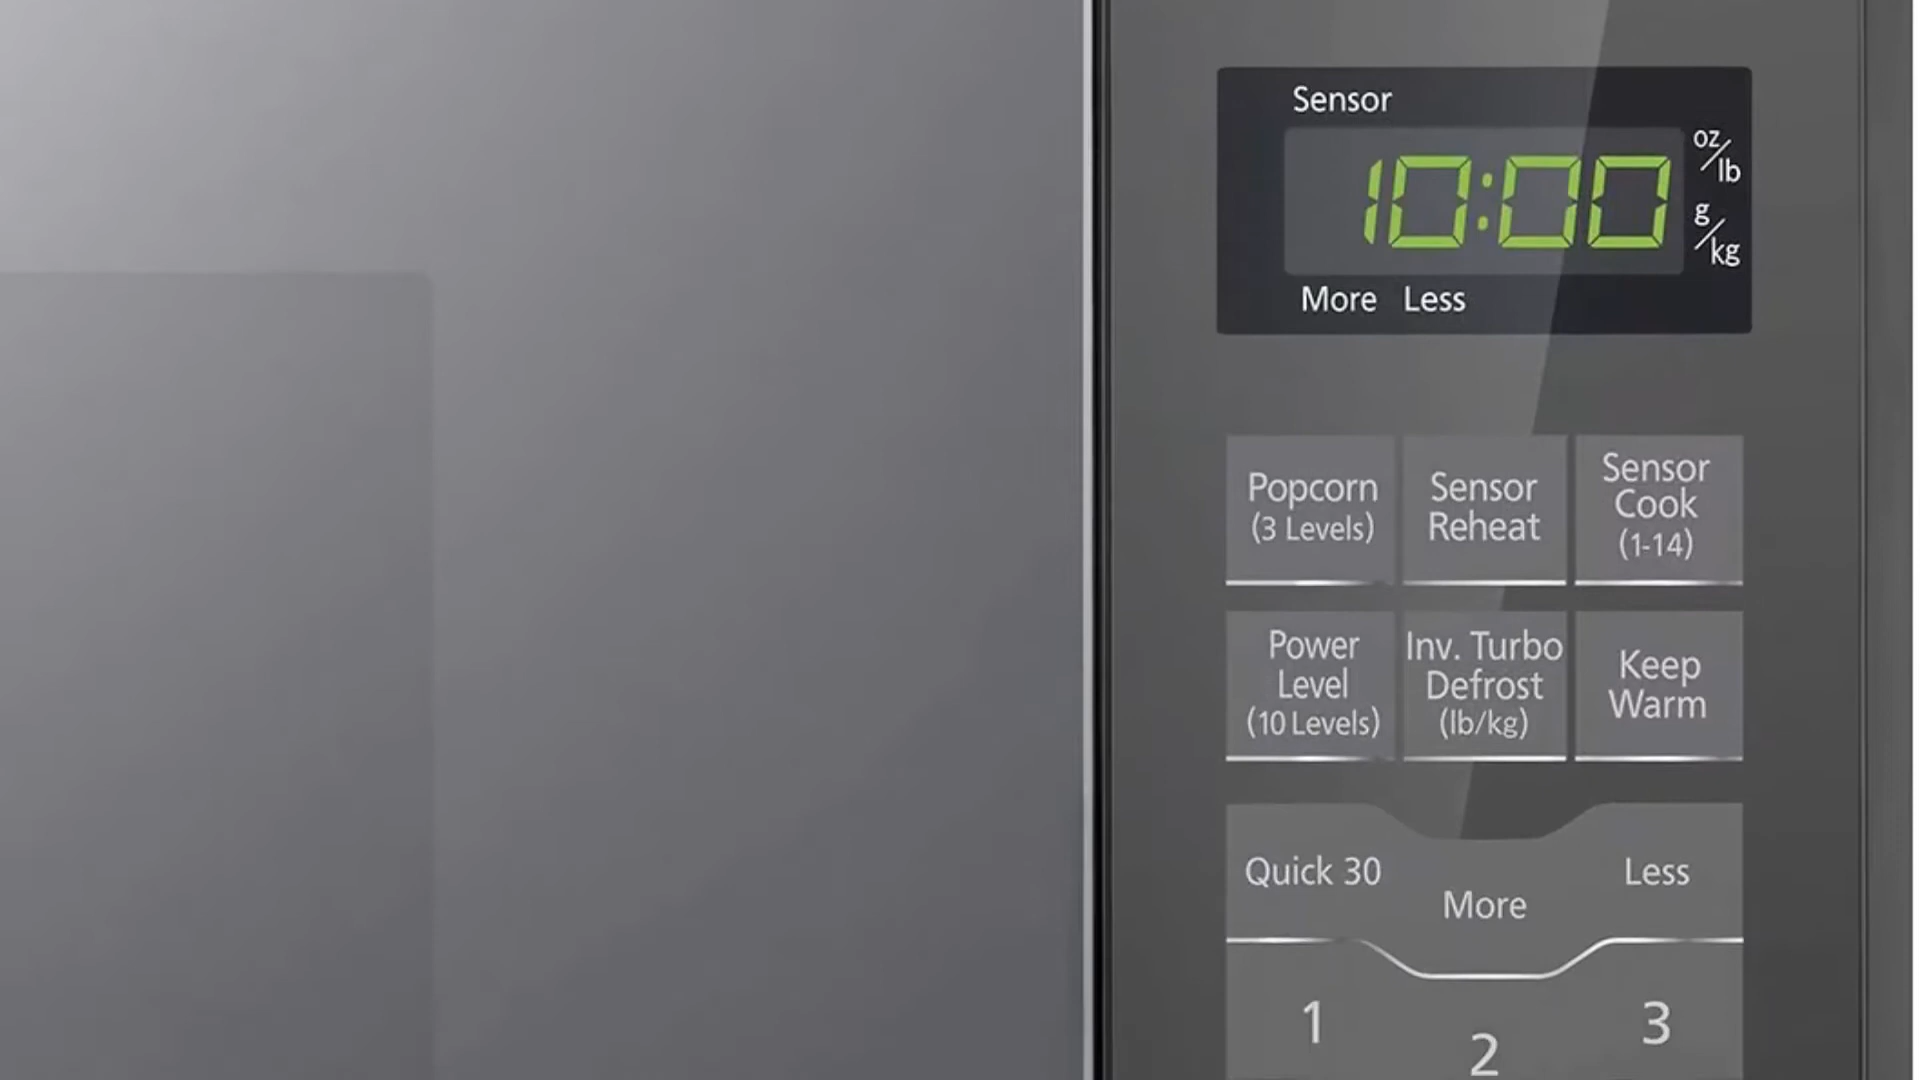 Sensor
10:00
oz/lb
g/kg
More Less
Popcorn
(3 Levels)
Sensor
Reheat
Sensor
Cook
(1-14)
Power
Level
(10 Levels)
Inv. Turbo
Defrost
(lb/kg)
Keep
Warm
Quick 30
More
Less
1
2
3